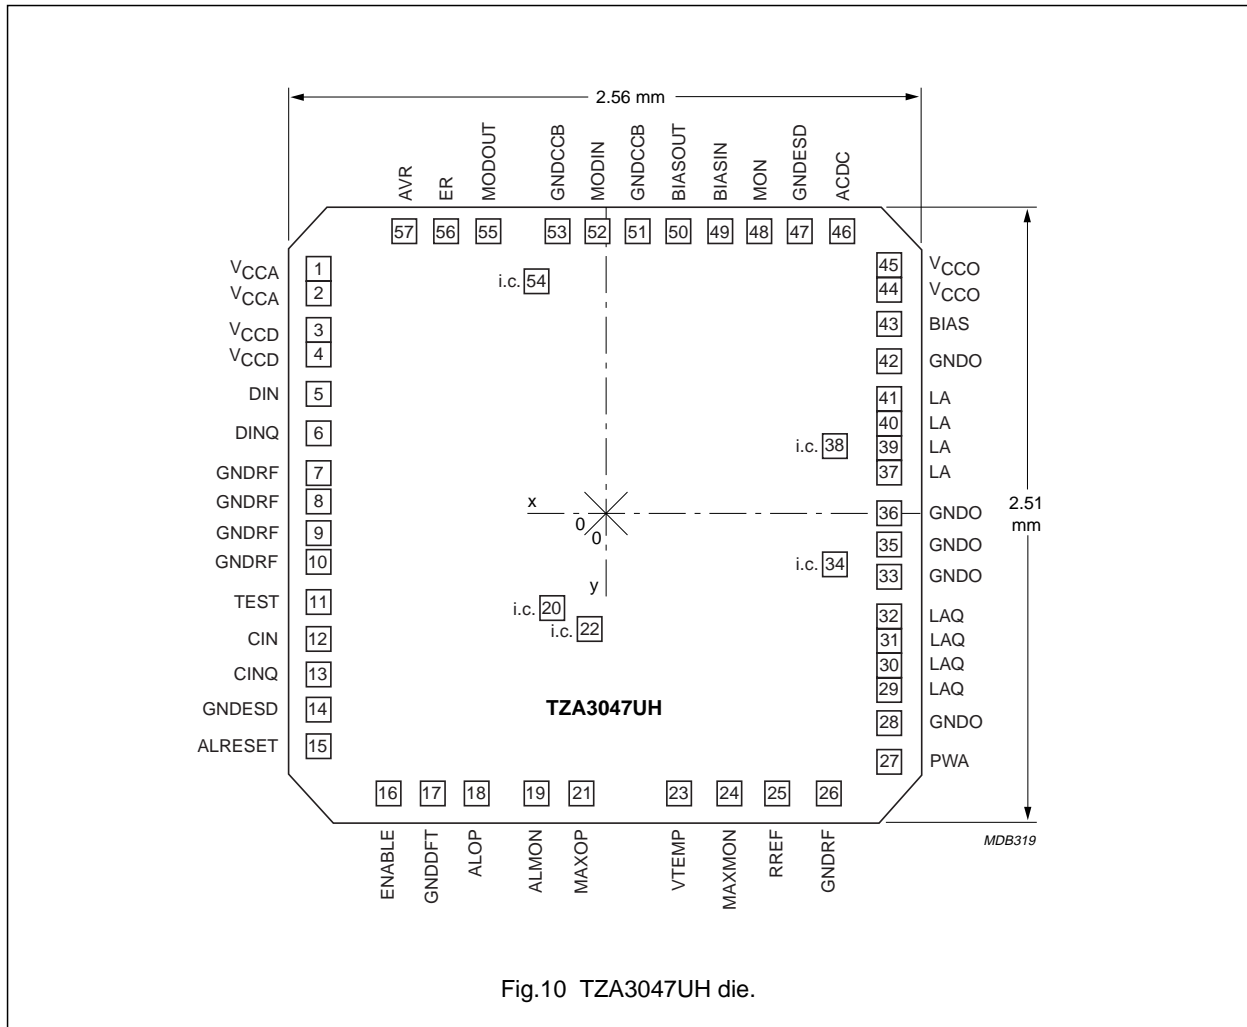 2.56 mm
AVR
ER
MODOUT
GNDCCB
MODIN
GNDCCB
BIASOUT
BIASIN
MON
GNDESD
ACDC
57 56 55 53 52 51 50 49 48 47 46
VCCA 1
VCCA 2
VCCD 3
VCCD 4
DIN 5
DINQ 6
GNDRF 7
GNDRF 8
GNDRF 9
GNDRF 10
TEST 11
CIN 12
CINQ 13
GNDESD 14
ALRESET 15
i.c. 54
i.c. 38
x
0
0
y
i.c. 34
i.c. 20
i.c. 22
TZA3047UH
45 VCCO
44 VCCO
43 BIAS
42 GNDO
41 LA
40 LA
39 LA
37 LA
36 GNDO
35 GNDO
33 GNDO
32 LAQ
31 LAQ
30 LAQ
29 LAQ
28 GNDO
27 PWA
2.51
mm
16 17 18 19 21 23 24 25 26
ENABLE
GNDDFT
ALOP
ALMON
MAXOP
VTEMP
MAXMON
RREF
GNDRF
MDB319
Fig.10 TZA3047UH die.